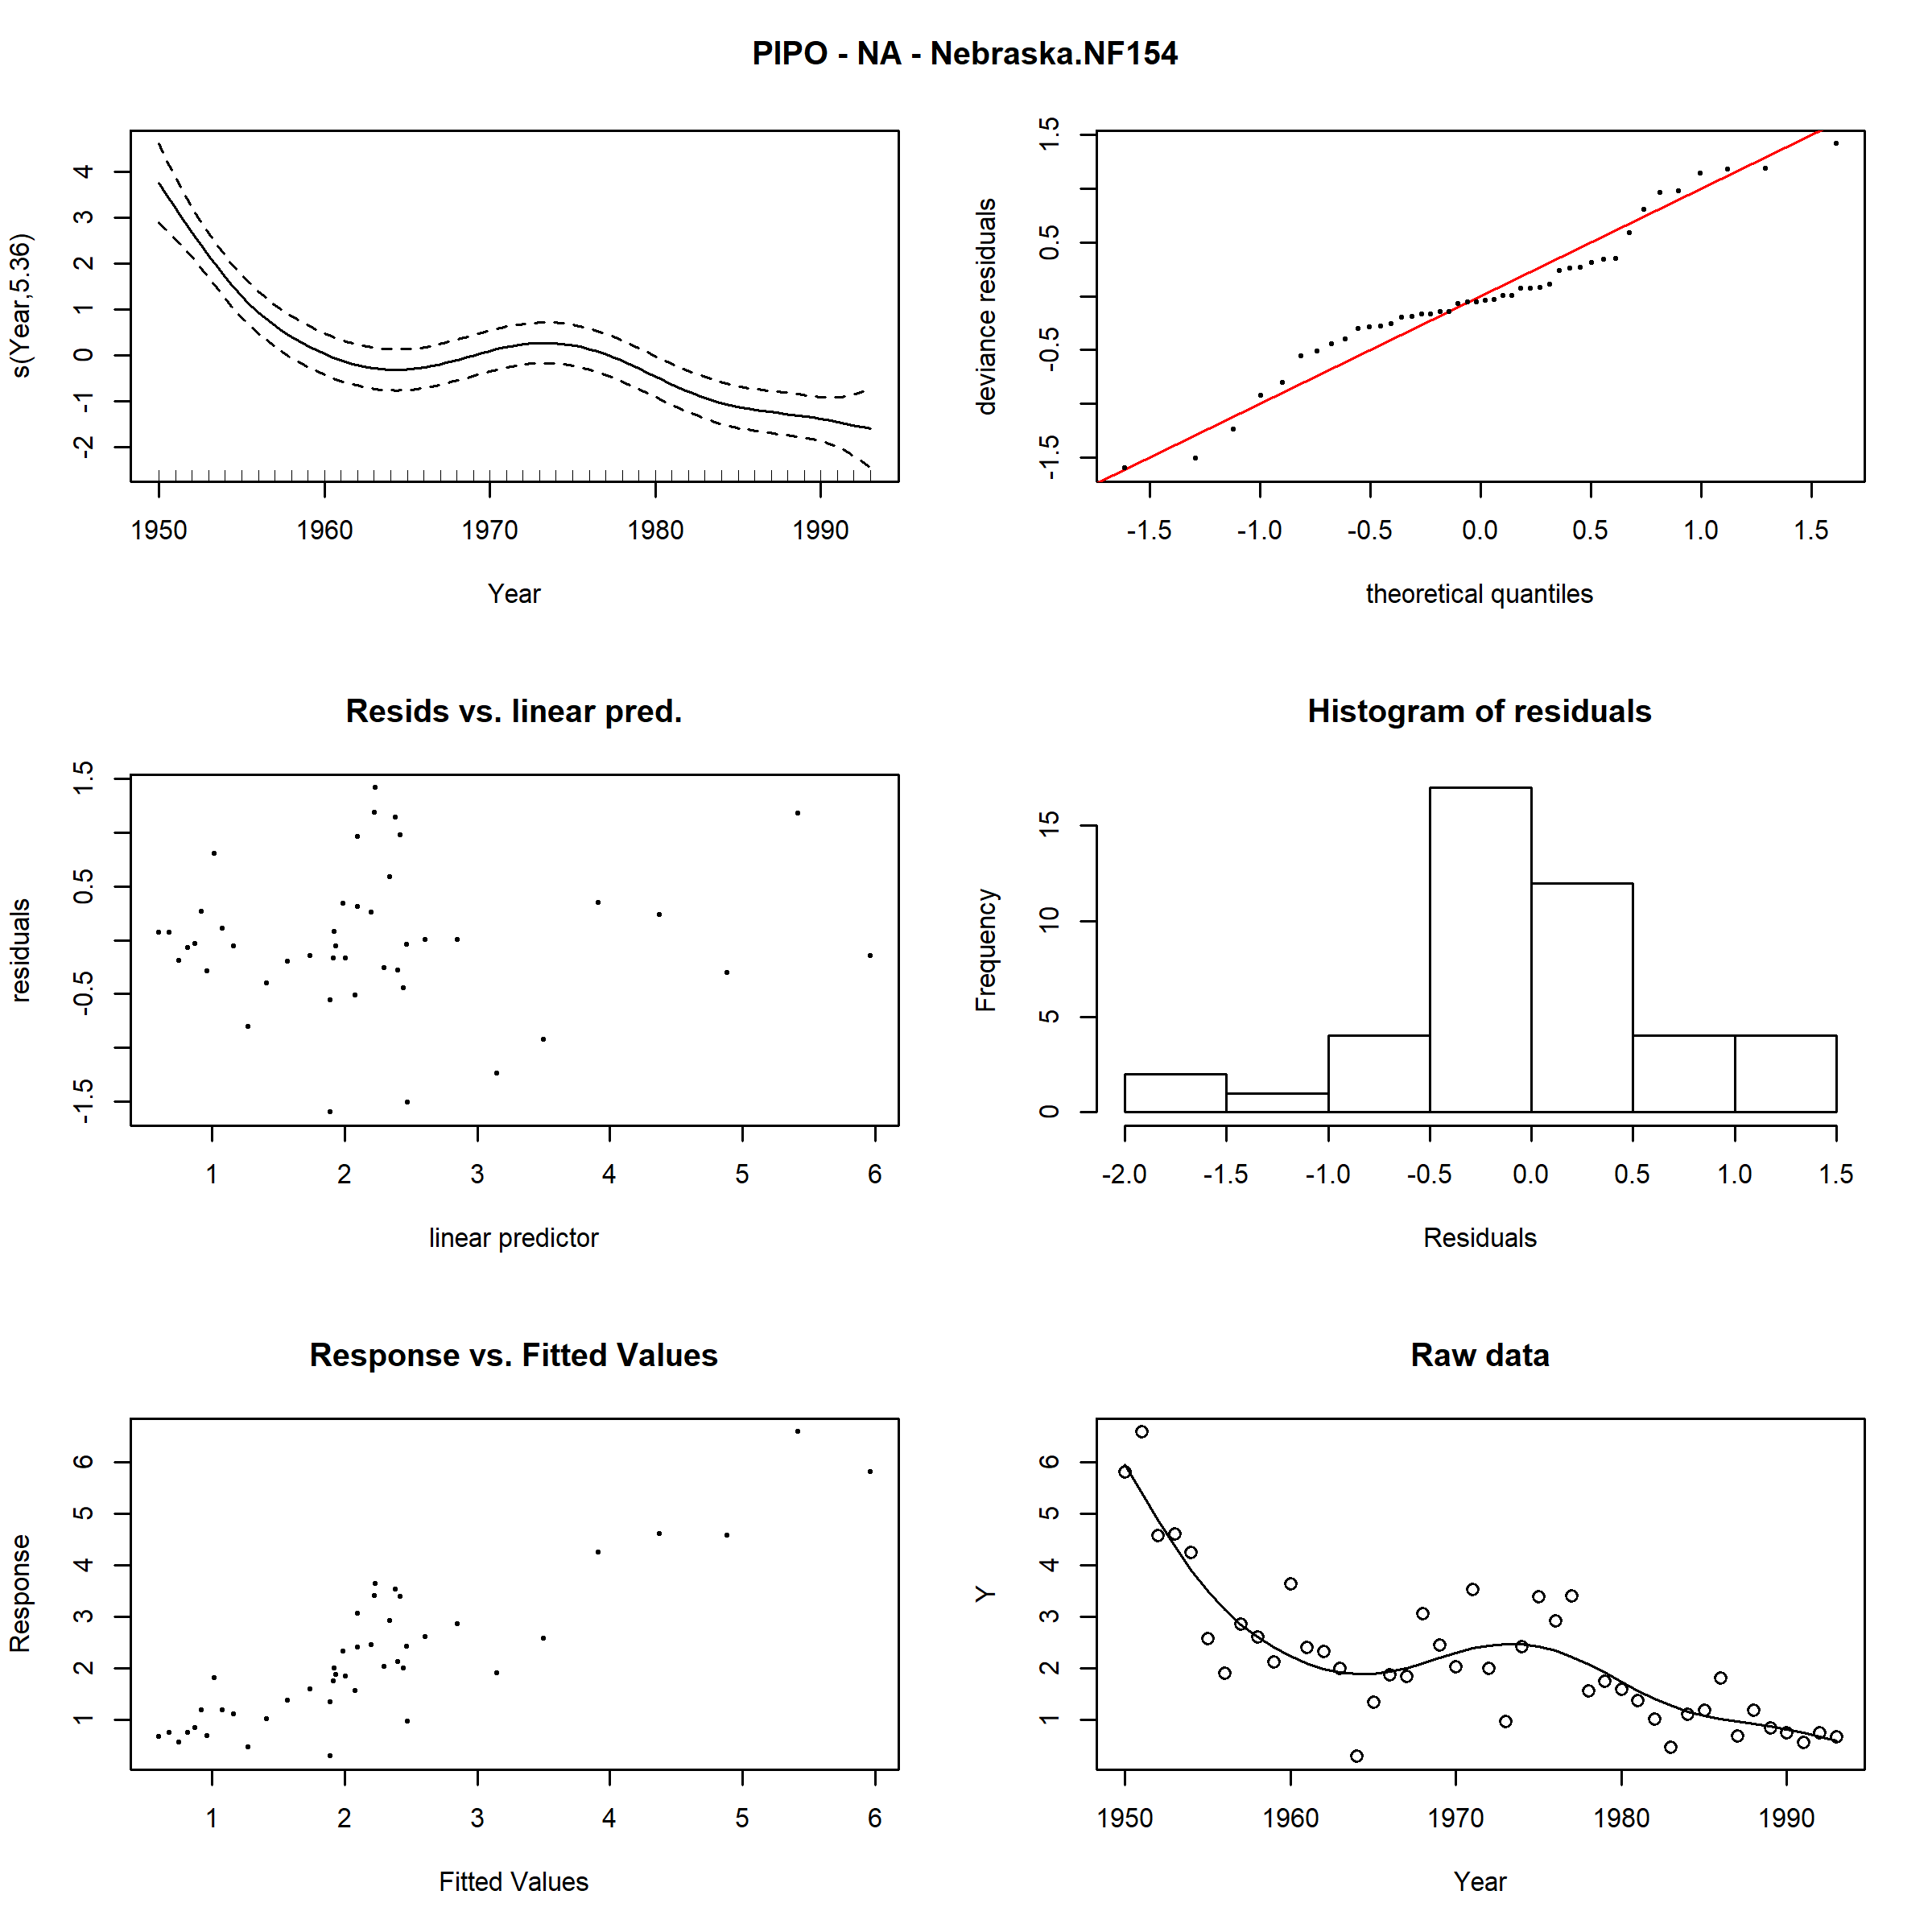 PIPO - NA - Nebraska.NF154
s(Year,5.36)
4
3
2
1
0
-1
-2
1950 1960 1970 1980 1990
Year
deviance residuals
1.5
0.5
-0.5
-1.5
-1.5 -1.0 -0.5 0.0 0.5 1.0 1.5
theoretical quantiles
Resids vs. linear pred.
residuals
1.5
0.5
-0.5
-1.5
1 2 3 4 5 6
linear predictor
Histogram of residuals
Frequency
15
10
5
0
-2.0 -1.5 -1.0 -0.5 0.0 0.5 1.0 1.5
Residuals
Response vs. Fitted Values
Response
6
5
4
3
2
1
1 2 3 4 5 6
Fitted Values
Raw data
Y
6
5
4
3
2
1
1950 1960 1970 1980 1990
Year